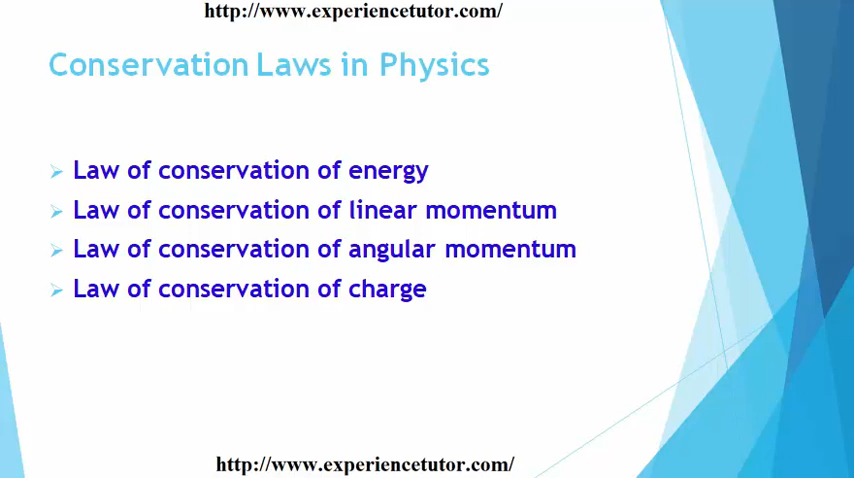 http://www.experiencetutor.com/
Conservation Laws in Physics
Law of conservation of energy
Law of conservation of linear momentum
Law of conservation of angular momentum
Law of conservation of charge
http://www.experiencetutor.com/